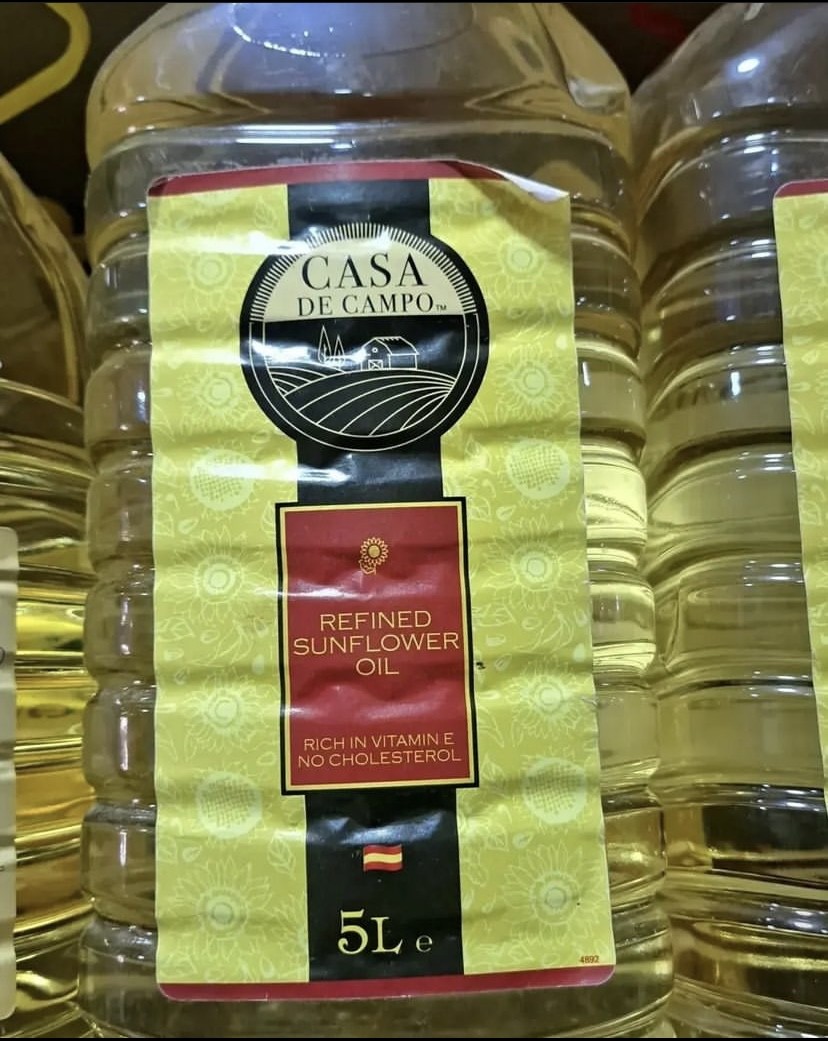 CASA
DE CAMPO™
REFINED
SUNFLOWER
OIL
RICH IN VITAMIN E
NO CHOLESTEROL
5L e
4892